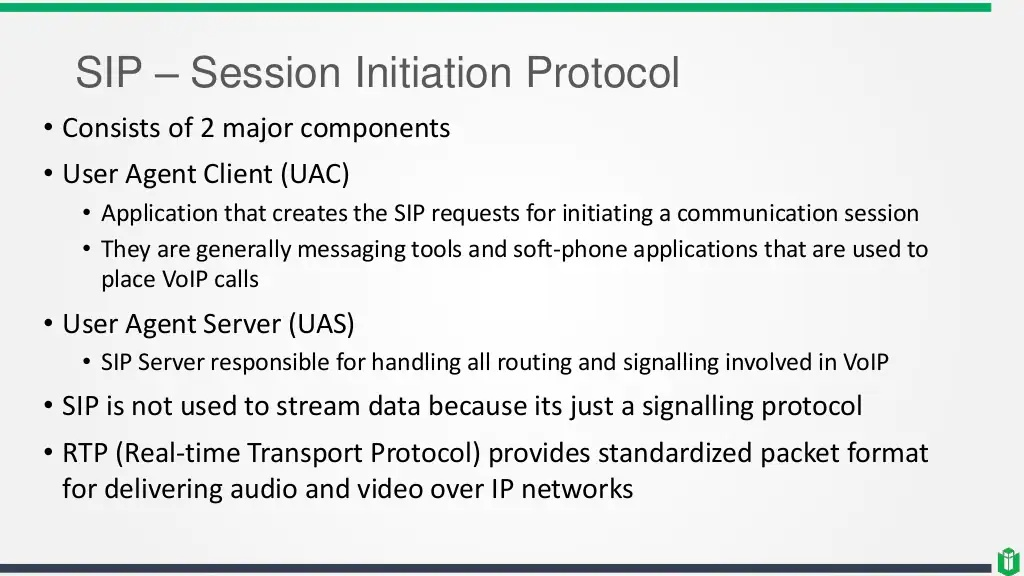 SIP – Session Initiation Protocol
• Consists of 2 major components
• User Agent Client (UAC)
• Application that creates the SIP requests for initiating a communication session
• They are generally messaging tools and soft-phone applications that are used to
place VoIP calls
• User Agent Server (UAS)
• SIP Server responsible for handling all routing and signalling involved in VoIP
• SIP is not used to stream data because its just a signalling protocol
• RTP (Real-time Transport Protocol) provides standardized packet format
for delivering audio and video over IP networks